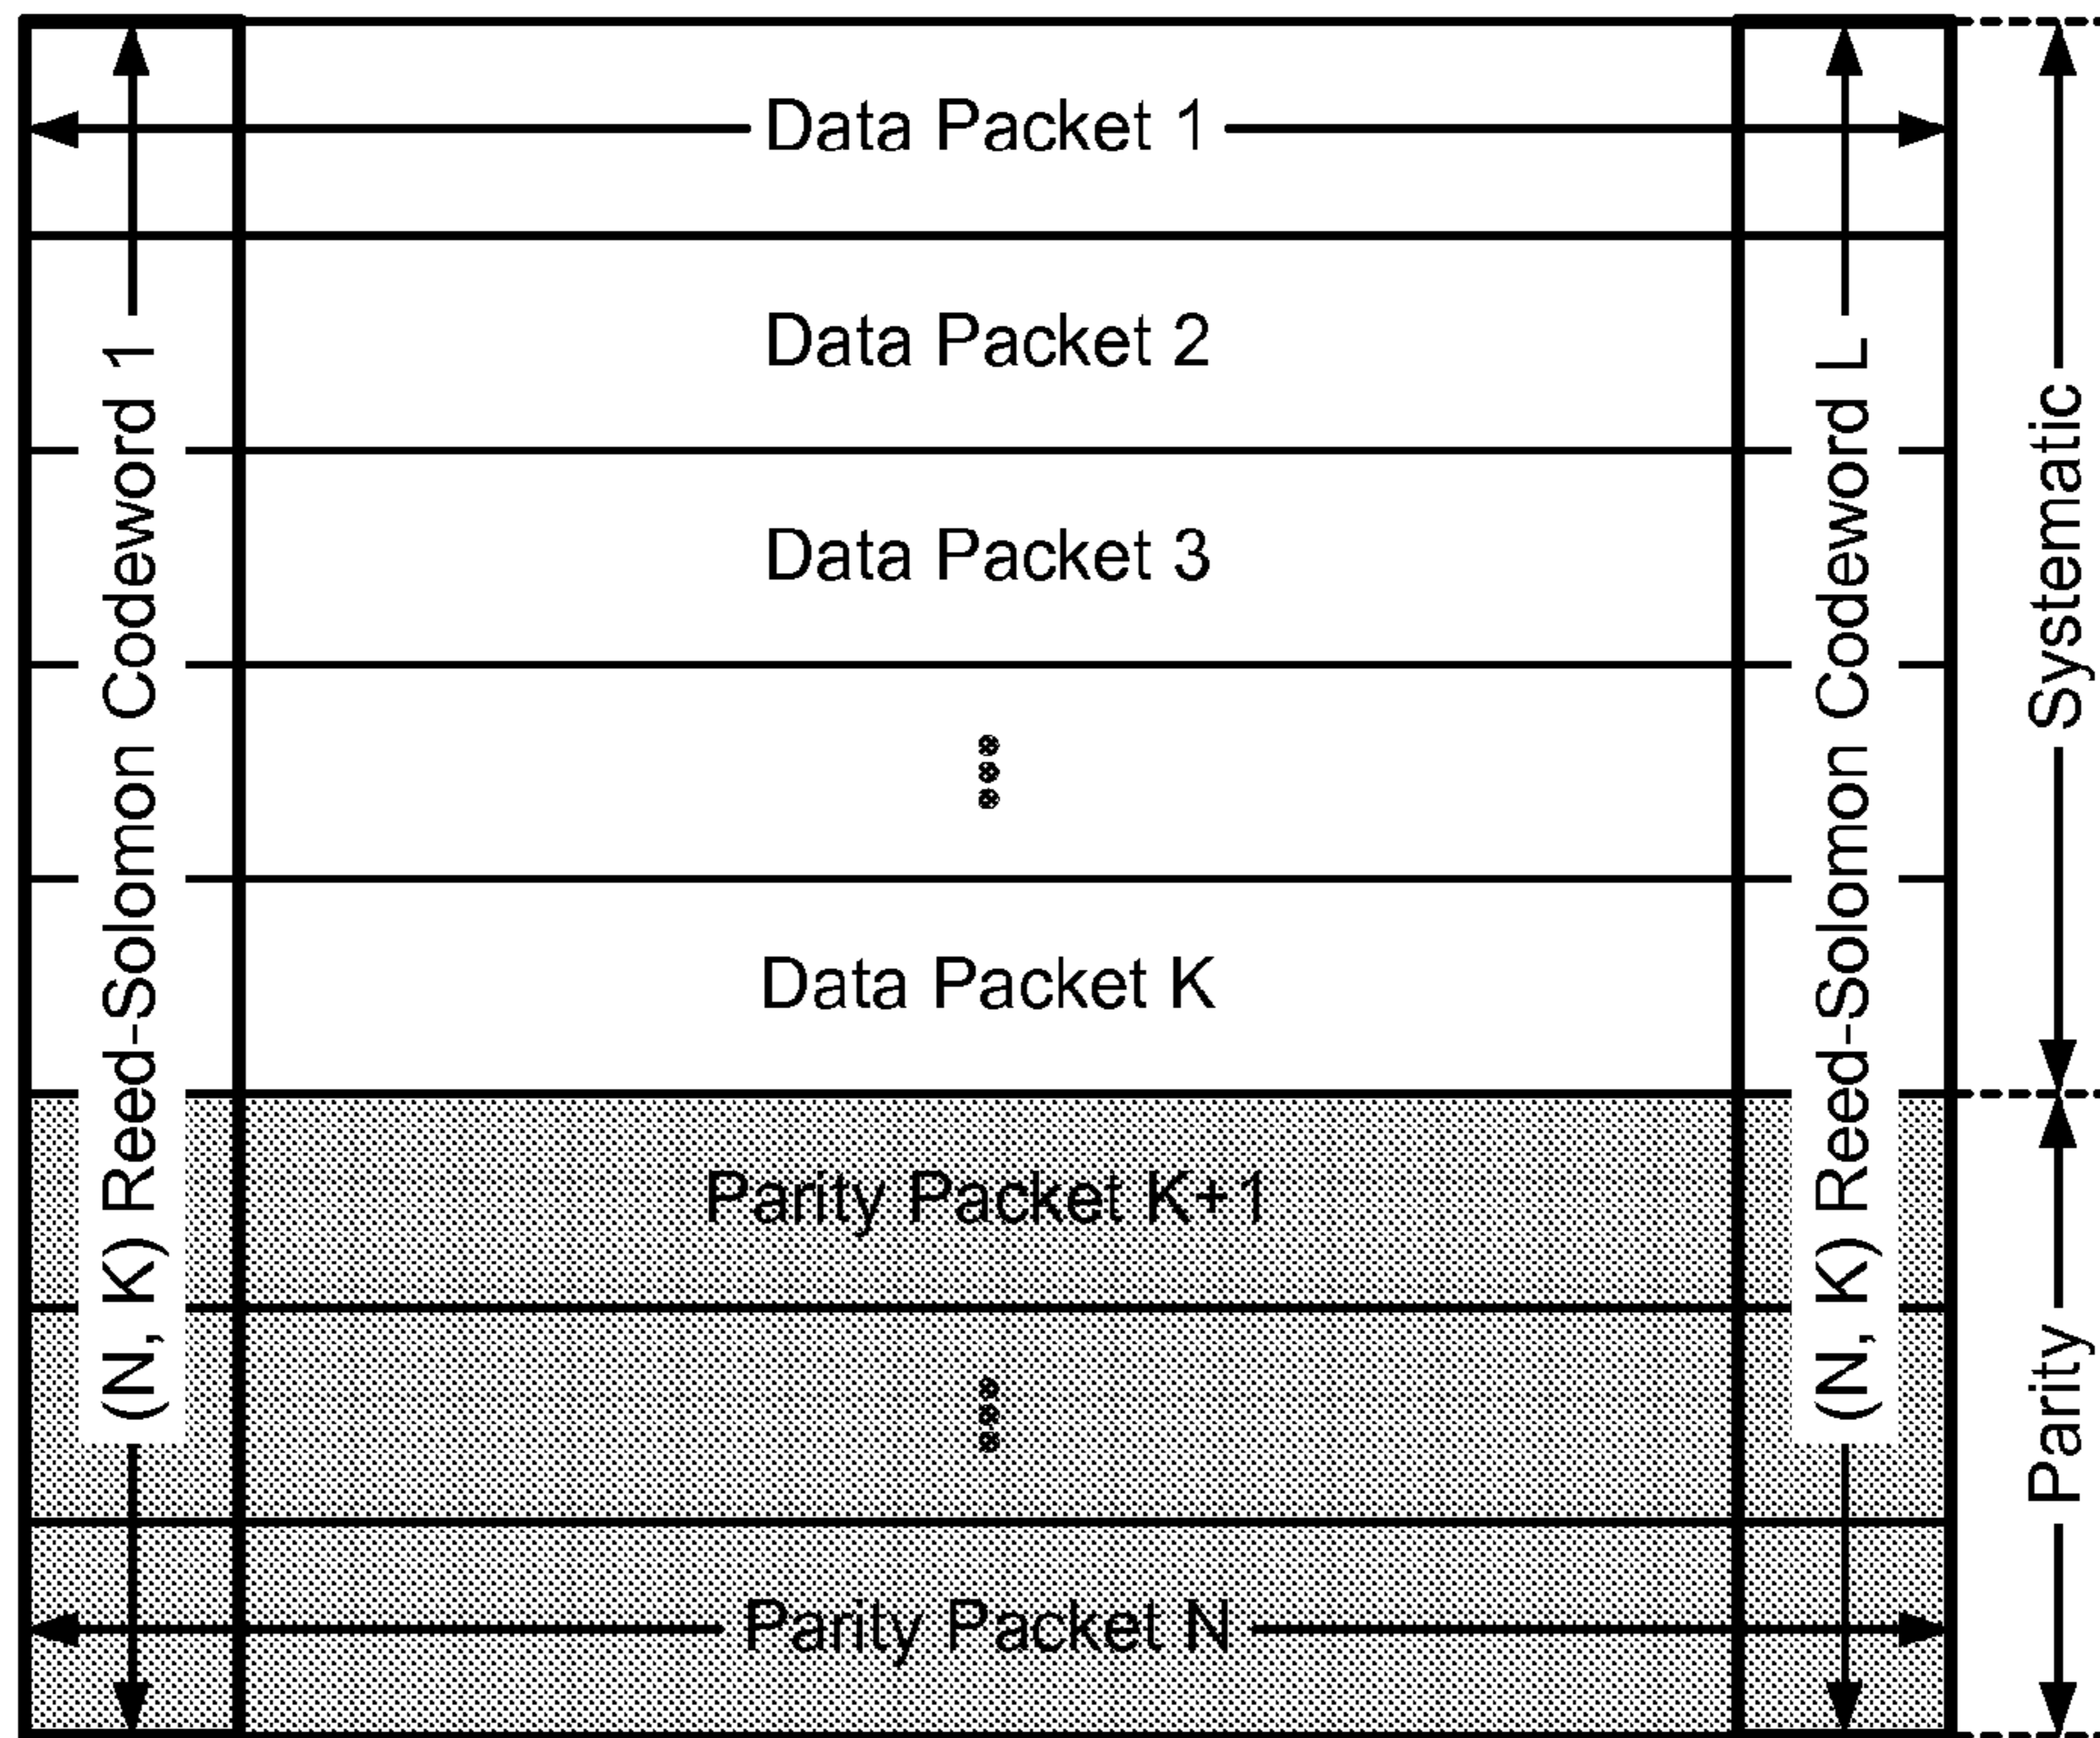 Data Packet 1
Data Packet 2
Data Packet 3
Data Packet K
Parity Packet K+1
Parity Packet N
(N, K) Reed-Solomon Codeword 1
(N, K) Reed-Solomon Codeword L
Systematic
Parity